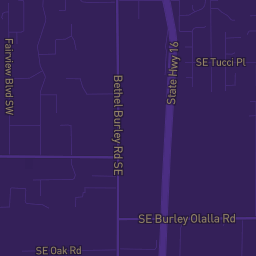 Fairview Blvd SW
State Hwy 16
SE Tucci Pl
Bethel Burley Rd SE
SE Burley Olalla Rd
SE Oak Rd